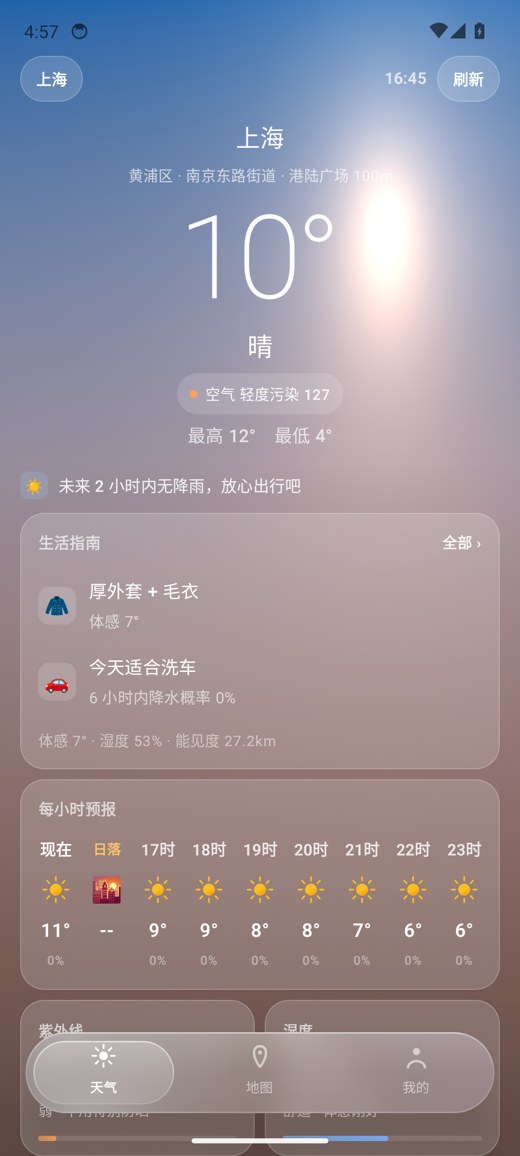 4:57
上海
16:45
刷新
上海
黄浦区 · 南京东路街道 · 港陆广场 100m
10°
晴
空气 轻度污染 127
最高 12° 最低 4°
未来 2 小时内无降雨，放心出行吧
生活指南
全部 ›
厚外套 + 毛衣
体感 7°
今天适合洗车
6 小时内降水概率 0%
体感 7° · 湿度 53% · 能见度 27.2km
每小时预报
现在 日落 17时 18时 19时 20时 21时 22时 23时
11° -- 9° 9° 8° 8° 7° 6° 6°
0% 0% 0% 0% 0% 0% 0% 0%
紫外线 湿度
天气 地图 我的